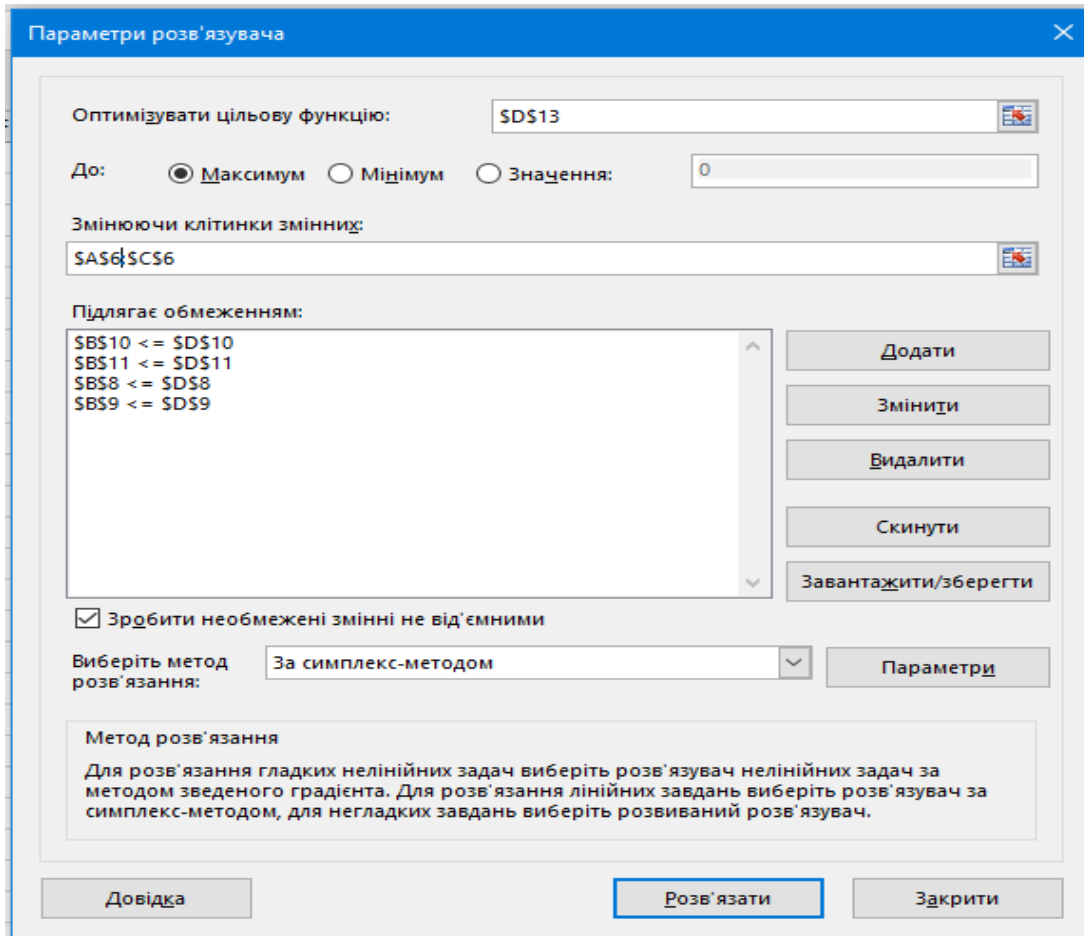 Параметри розв'язувача
Оптимізувати цільову функцію:
$D$13
До:
Максимум
Мінімум
Значення:
0
Змінюючи клітинки змінних:
$A$6:$C$6
Підлягає обмеженням:
$B$10 <= $D$10
$B$11 <= $D$11
$B$8 <= $D$8
$B$9 <= $D$9
Додати
Змінити
Видалити
Скинути
Завантажити/зберегти
Зробити необмежені змінні не від'ємними
Виберіть метод
розв'язання:
За симплекс-методом
Параметри
Метод розв'язання
Для розв'язання гладких нелінійних задач виберіть розв'язувач нелінійних задач за
методом зведеного градієнта. Для розв'язання лінійних завдань виберіть розв'язувач за
симплекс-методом, для негладких завдань виберіть розвиваний розв'язувач.
Довідка
Розв'язати
Закрити